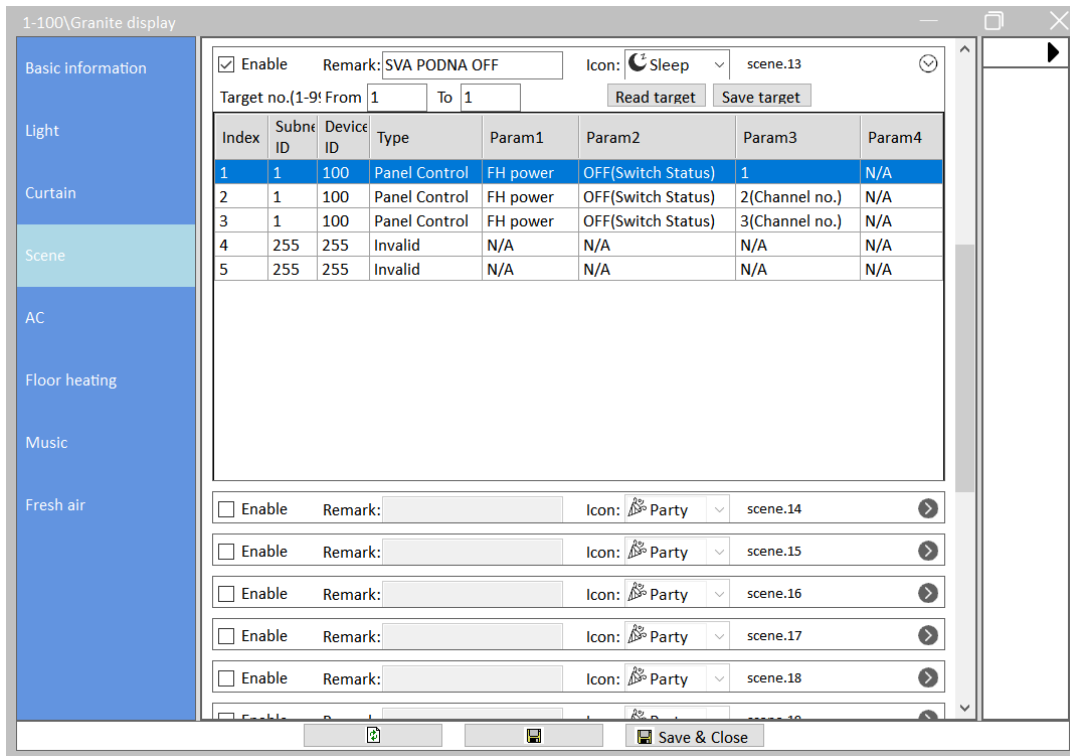 1-100\Granite display
Basic information
Light
Curtain
Scene
AC
Floor heating
Music
Fresh air
Enable Remark: SVA PODNA OFF Icon: Sleep scene.13
Target no.(1-99 From 1 To 1 Read target Save target
Index Subne ID Device ID Type Param1 Param2 Param3 Param4
1 1 100 Panel Control FH power OFF(Switch Status) 1 N/A
2 1 100 Panel Control FH power OFF(Switch Status) 2(Channel no.) N/A
3 1 100 Panel Control FH power OFF(Switch Status) 3(Channel no.) N/A
4 255 255 Invalid N/A N/A N/A N/A
5 255 255 Invalid N/A N/A N/A N/A
Enable Remark: Icon: Party scene.14
Enable Remark: Icon: Party scene.15
Enable Remark: Icon: Party scene.16
Enable Remark: Icon: Party scene.17
Enable Remark: Icon: Party scene.18
Save & Close